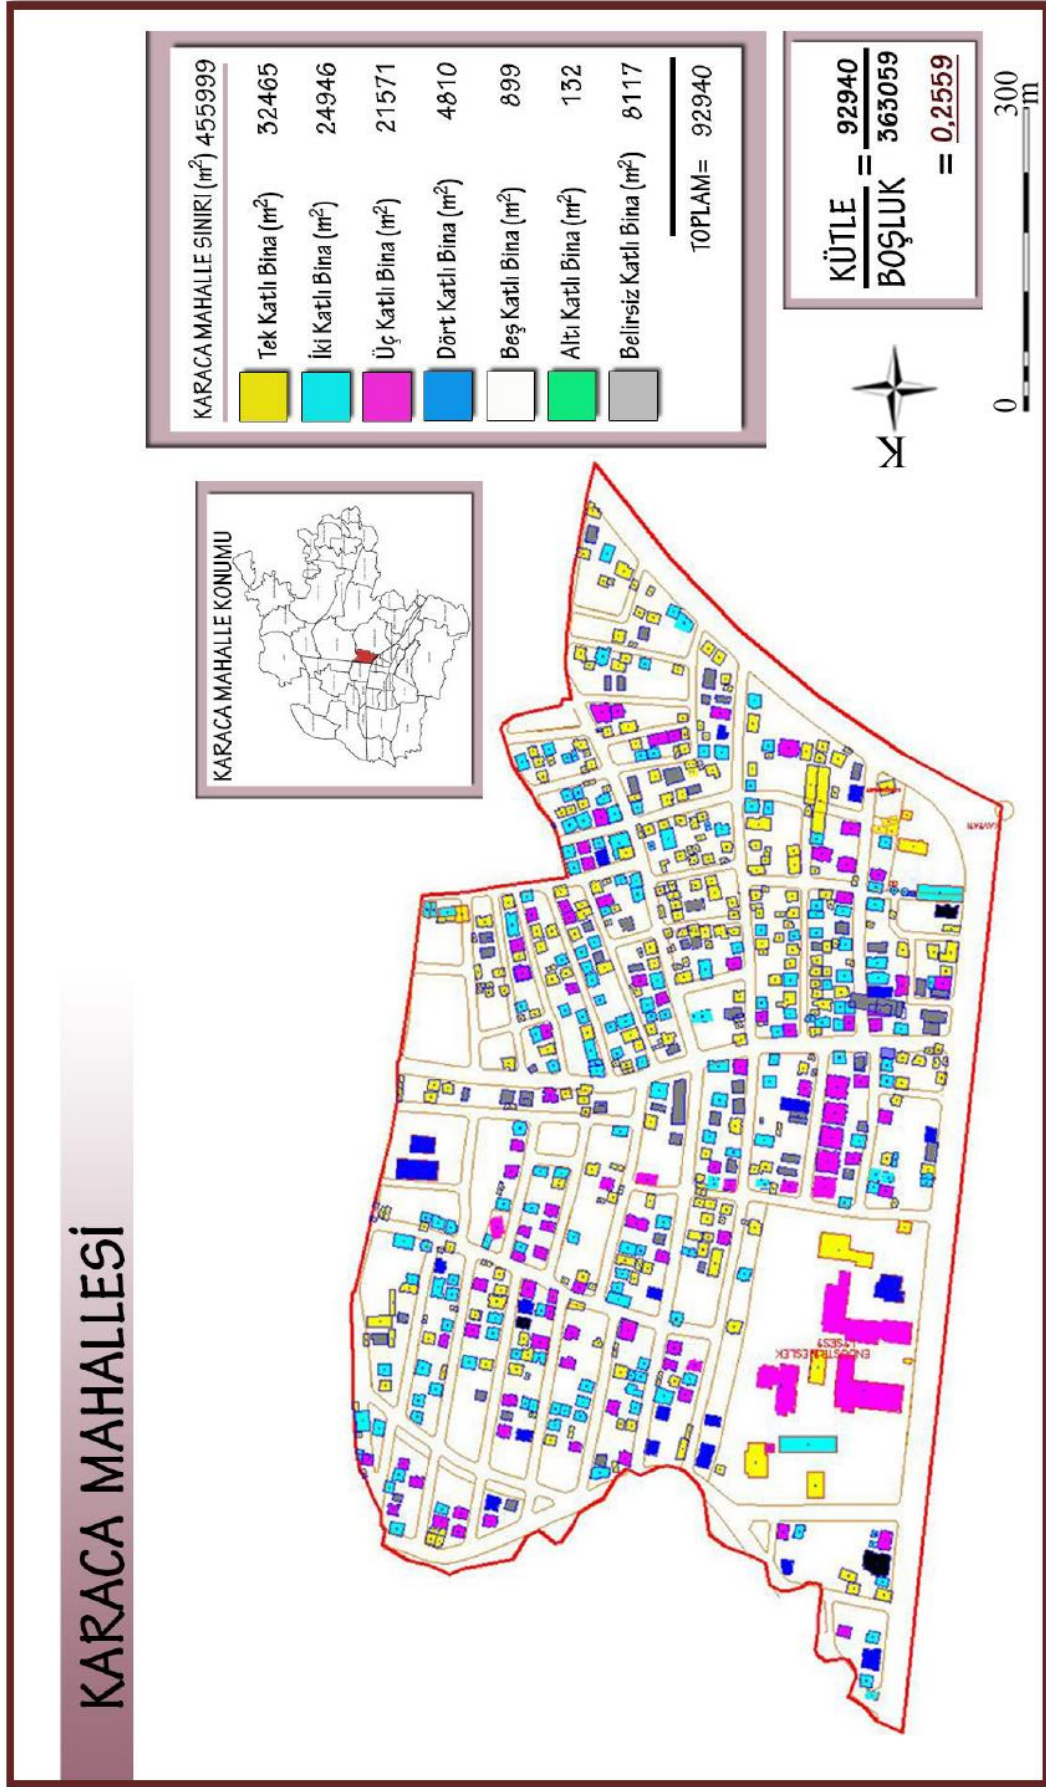 KARACA MAHALLESİ
KARACA MAHALLE KONUMU
KARACA MAHALLE SINIRI (m²) 455999
Tek Katlı Bina (m²) 32465
İki Katlı Bina (m²) 24946
Üç Katlı Bina (m²) 21571
Dört Katlı Bina (m²) 4810
Beş Katlı Bina (m²) 899
Altı Katlı Bina (m²) 132
Belirsiz Katlı Bina (m²) 8117
TOPLAM= 92940
KÜTLE = 92940
BOŞLUK 363059
= 0,2559
K
0 300
m